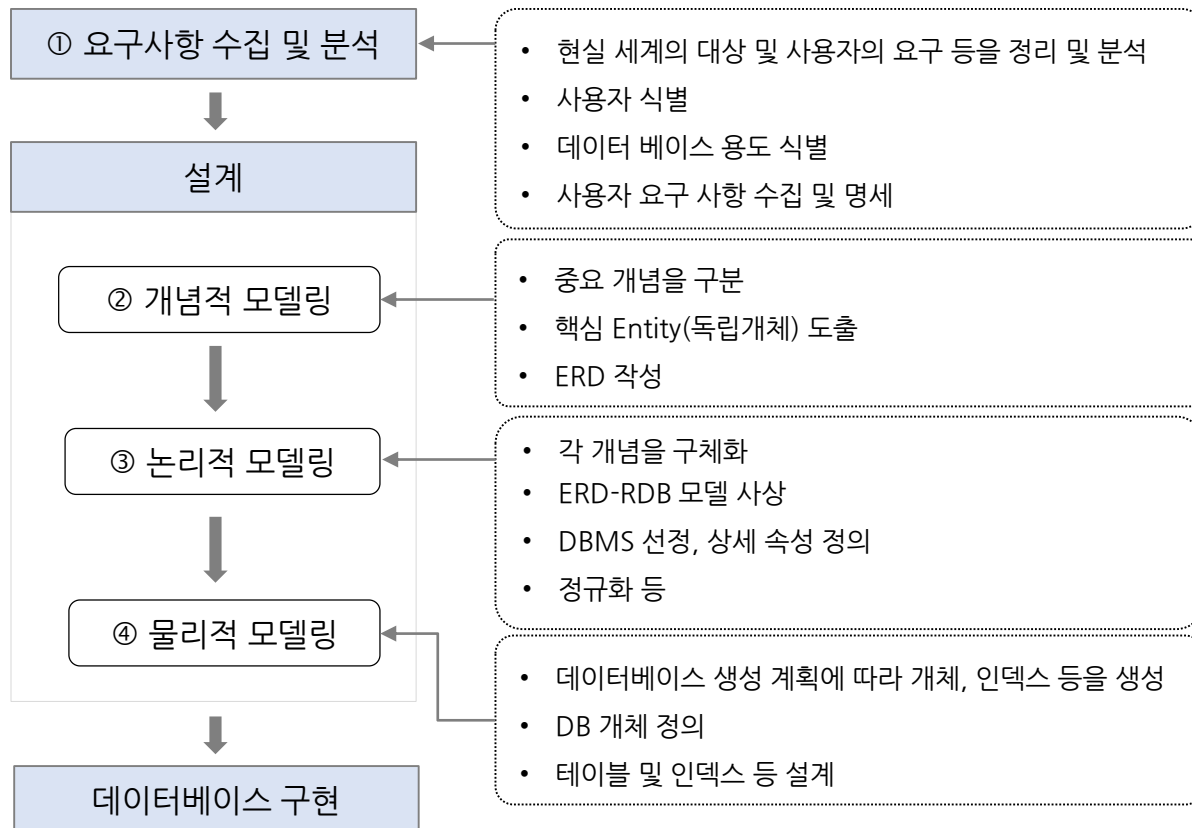 ① 요구사항 수집 및 분석
• 현실 세계의 대상 및 사용자의 요구 등을 정리 및 분석
• 사용자 식별
• 데이터 베이스 용도 식별
• 사용자 요구 사항 수집 및 명세
설계
② 개념적 모델링
• 중요 개념을 구분
• 핵심 Entity(독립개체) 도출
• ERD 작성
③ 논리적 모델링
• 각 개념을 구체화
• ERD-RDB 모델 사상
• DBMS 선정, 상세 속성 정의
• 정규화 등
④ 물리적 모델링
• 데이터베이스 생성 계획에 따라 개체, 인덱스 등을 생성
• DB 개체 정의
• 테이블 및 인덱스 등 설계
데이터베이스 구현